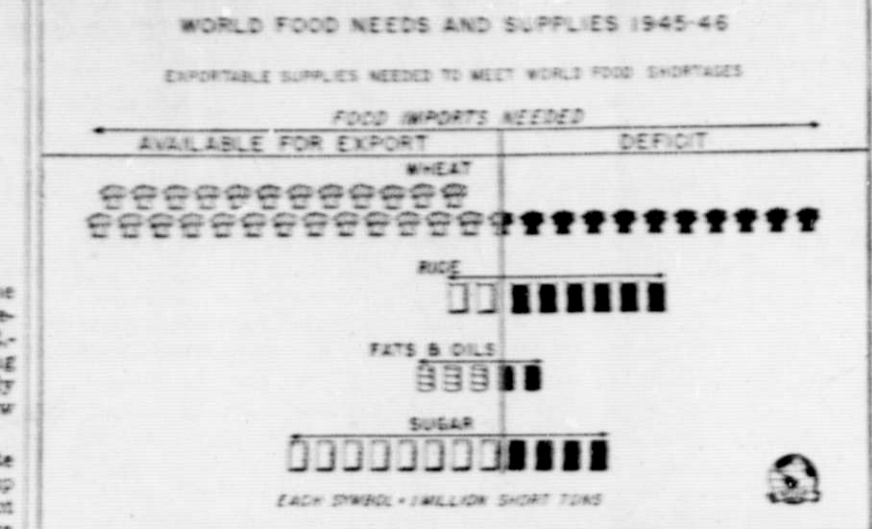 WORLD FOOD NEEDS AND SUPPLIES 1945-46
EXPORTABLE SUPPLIES NEEDED TO MEET WORLD FOOD SHORTAGES
FOOD IMPORTS NEEDED
AVAILABLE FOR EXPORT DEFICIT
WHEAT
RICE
FATS & OILS
SUGAR
EACH SYMBOL = 1 MILLION SHORT TONS